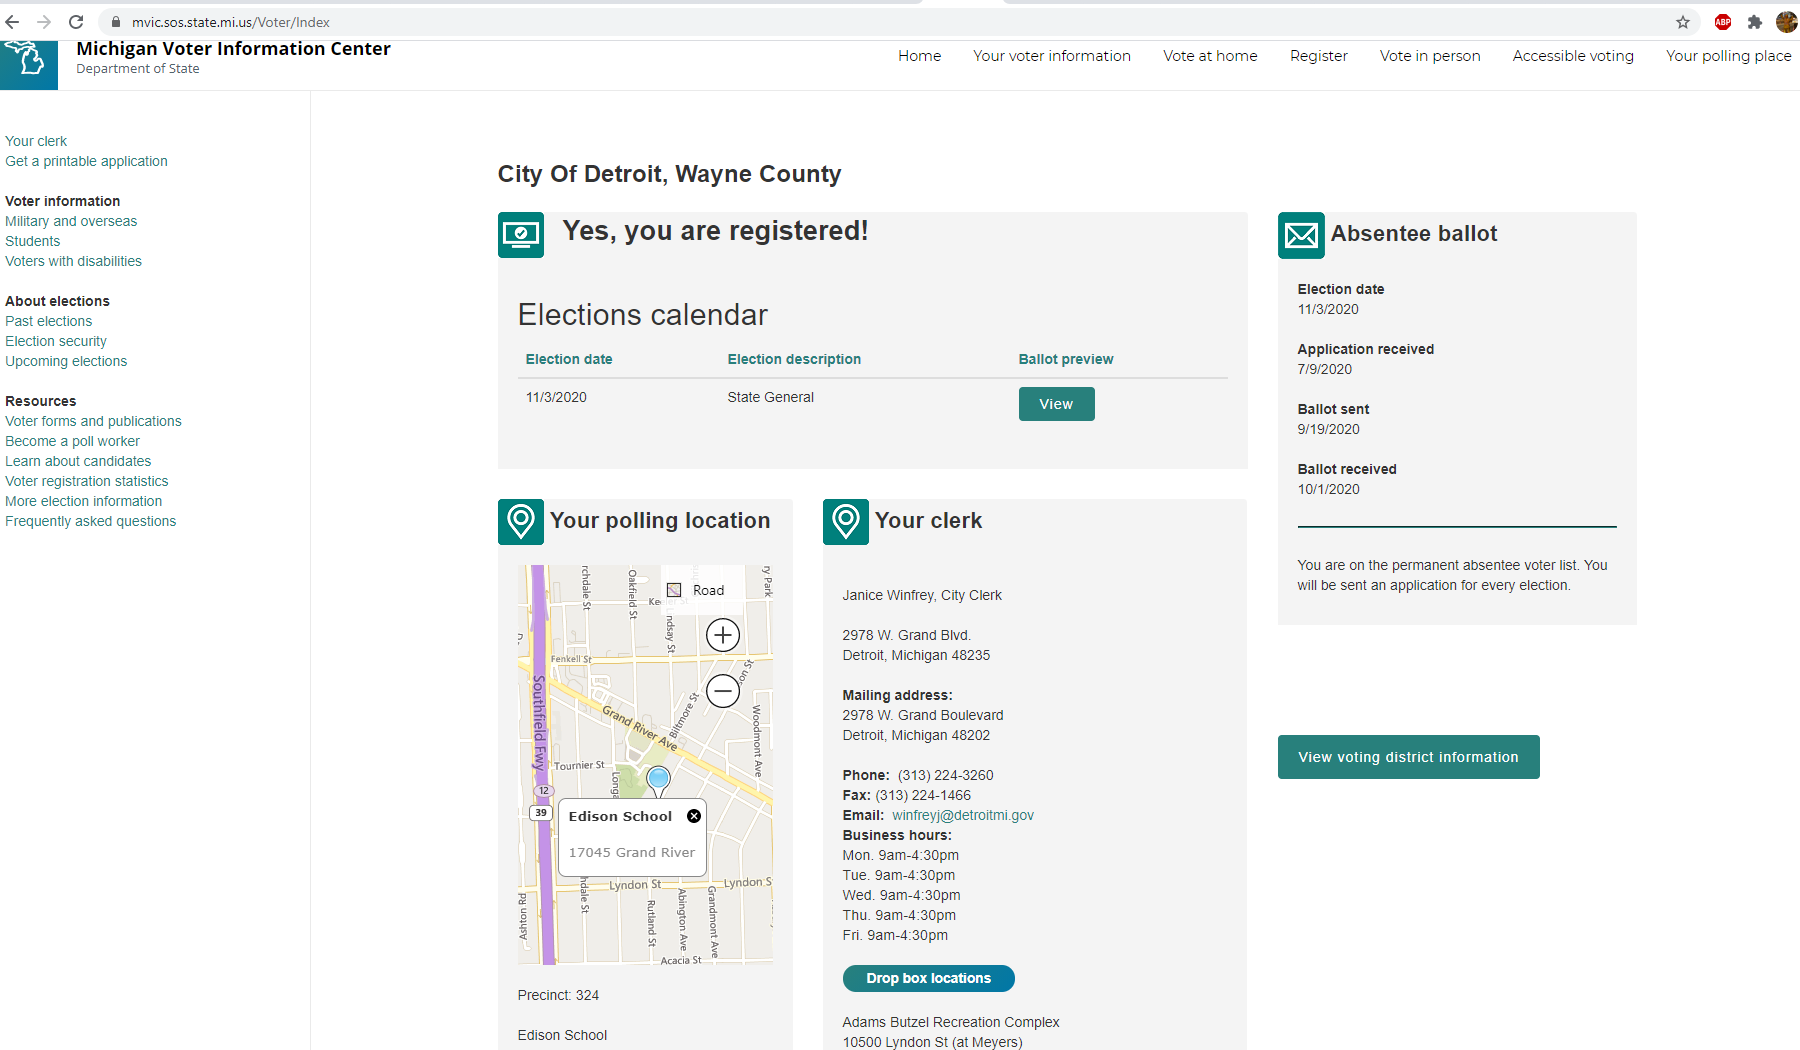 mvic.sos.state.mi.us/Voter/Index
ABP
Michigan Voter Information Center
Department of State
Home
Your voter information
Vote at home
Register
Vote in person
Accessible voting
Your polling place
Your clerk
Get a printable application
Voter information
Military and overseas
Students
Voters with disabilities
About elections
Past elections
Election security
Upcoming elections
Resources
Voter forms and publications
Become a poll worker
Learn about candidates
Voter registration statistics
More election information
Frequently asked questions
City Of Detroit, Wayne County
Yes, you are registered!
Elections calendar
Election date Election description Ballot preview
11/3/2020 State General View
Absentee ballot
Election date
11/3/2020
Application received
7/9/2020
Ballot sent
9/19/2020
Ballot received
10/1/2020
You are on the permanent absentee voter list. You
will be sent an application for every election.
View voting district information
Your polling location
Road
Oakfield St
Fenkell St
Southfield Fwy
Grand River Ave
Biltmore St
Woodmont Ave
Tournier St
12
39
Edison School
17045 Grand River
Lyndon St
Lyndon S
Ashton Rd
Rutland St
Abington Ave
Grandmont Ave
Acacia St
Precinct: 324
Edison School
Your clerk
Janice Winfrey, City Clerk
2978 W. Grand Blvd.
Detroit, Michigan 48235
Mailing address:
2978 W. Grand Boulevard
Detroit, Michigan 48202
Phone: (313) 224-3260
Fax: (313) 224-1466
Email: winfreyj@detroitmi.gov
Business hours:
Mon. 9am-4:30pm
Tue. 9am-4:30pm
Wed. 9am-4:30pm
Thu. 9am-4:30pm
Fri. 9am-4:30pm
Drop box locations
Adams Butzel Recreation Complex
10500 Lyndon St (at Meyers)